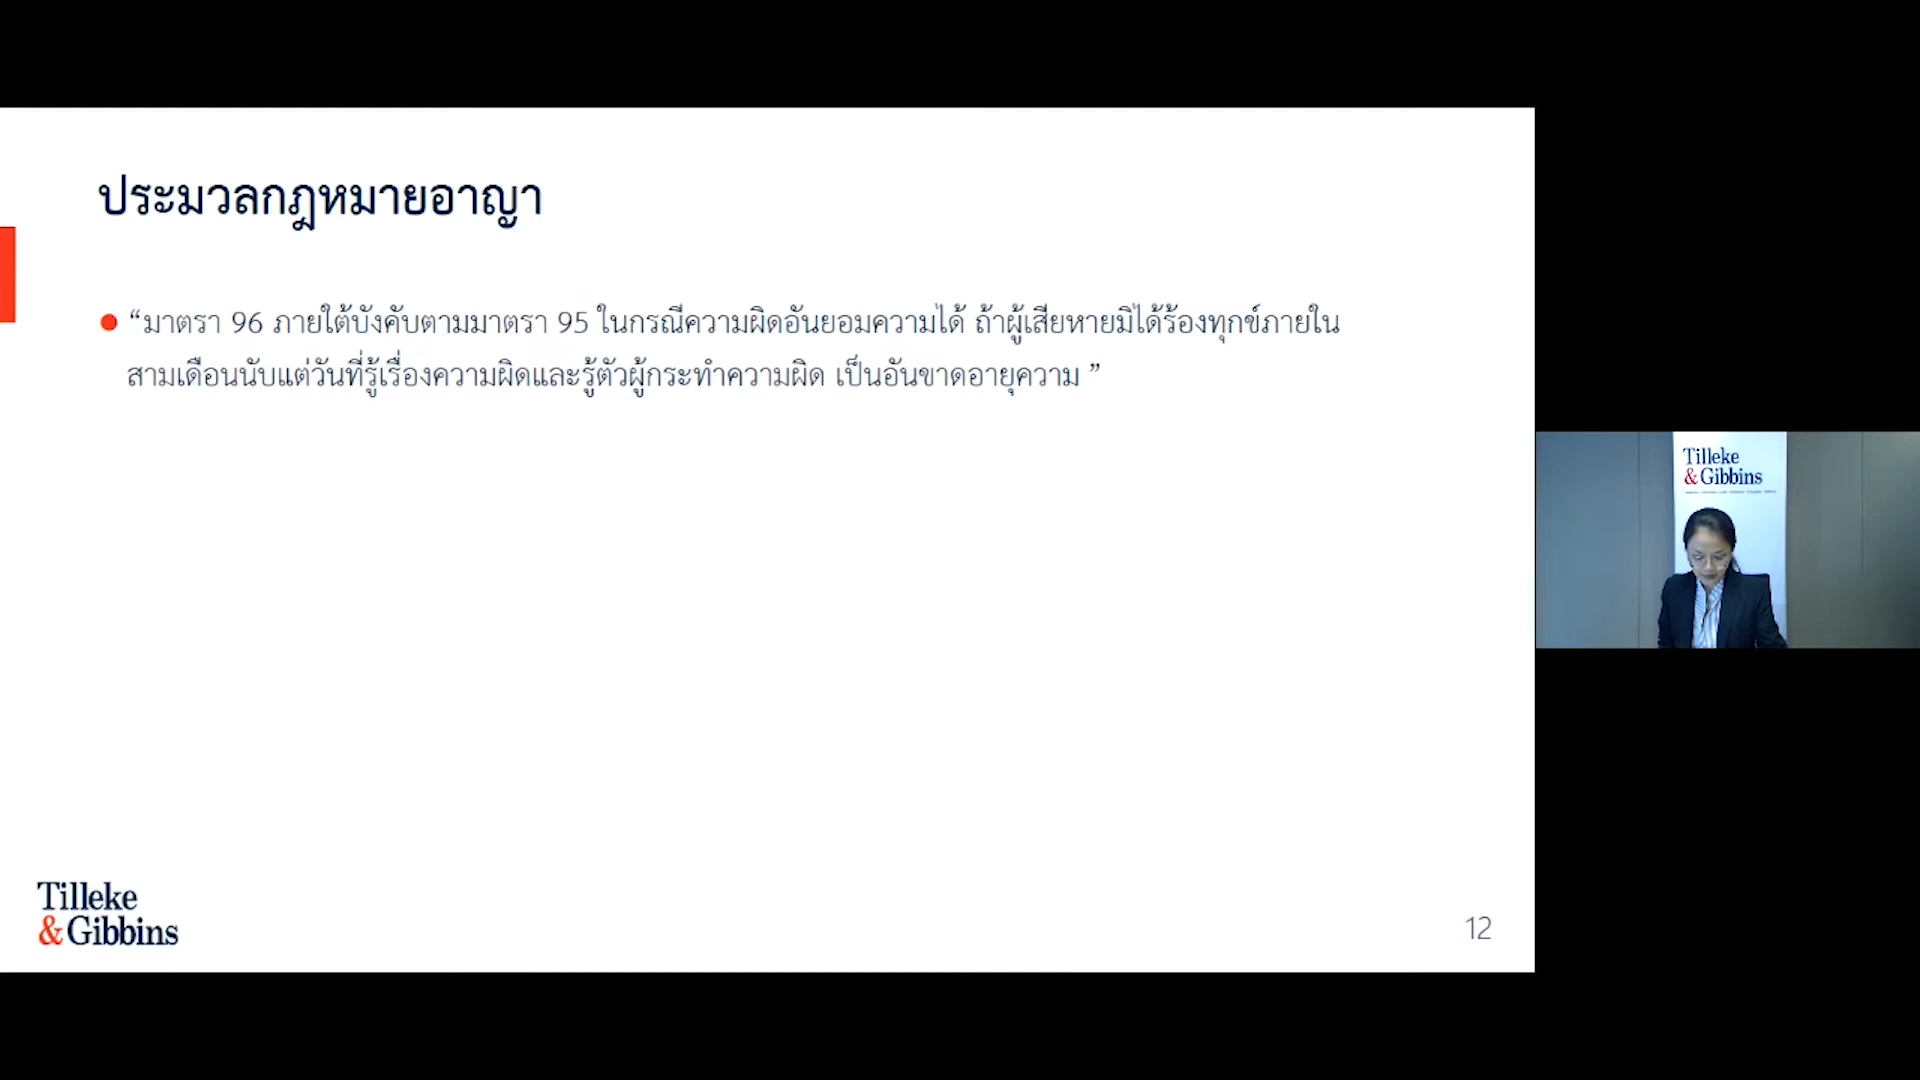 ประมวลกฎหมายอาญา
“มาตรา 96 ภายใต้บังคับตามมาตรา 95 ในกรณีความผิดอันยอมความได้ ถ้าผู้เสียหายมิได้ร้องทุกข์ภายใน
สามเดือนนับแต่วันที่รู้เรื่องความผิดและรู้ตัวผู้กระทำความผิด เป็นอันขาดอายุความ ”
Tilleke
& Gibbins
Tilleke
& Gibbins
12